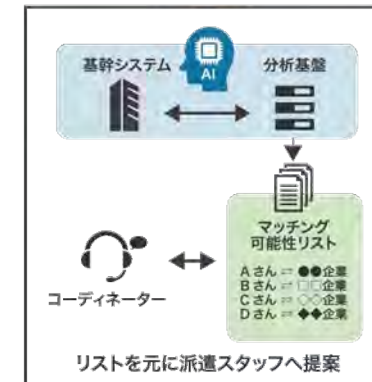 基幹システム
AI
分析基盤
マッチング
可能性リスト
Aさん ⇄ ●●企業
Bさん ⇄ □□企業
Cさん ⇄ ◇◇企業
Dさん ⇄ ◆◆企業
コーディネーター
リストを元に派遣スタッフへ提案